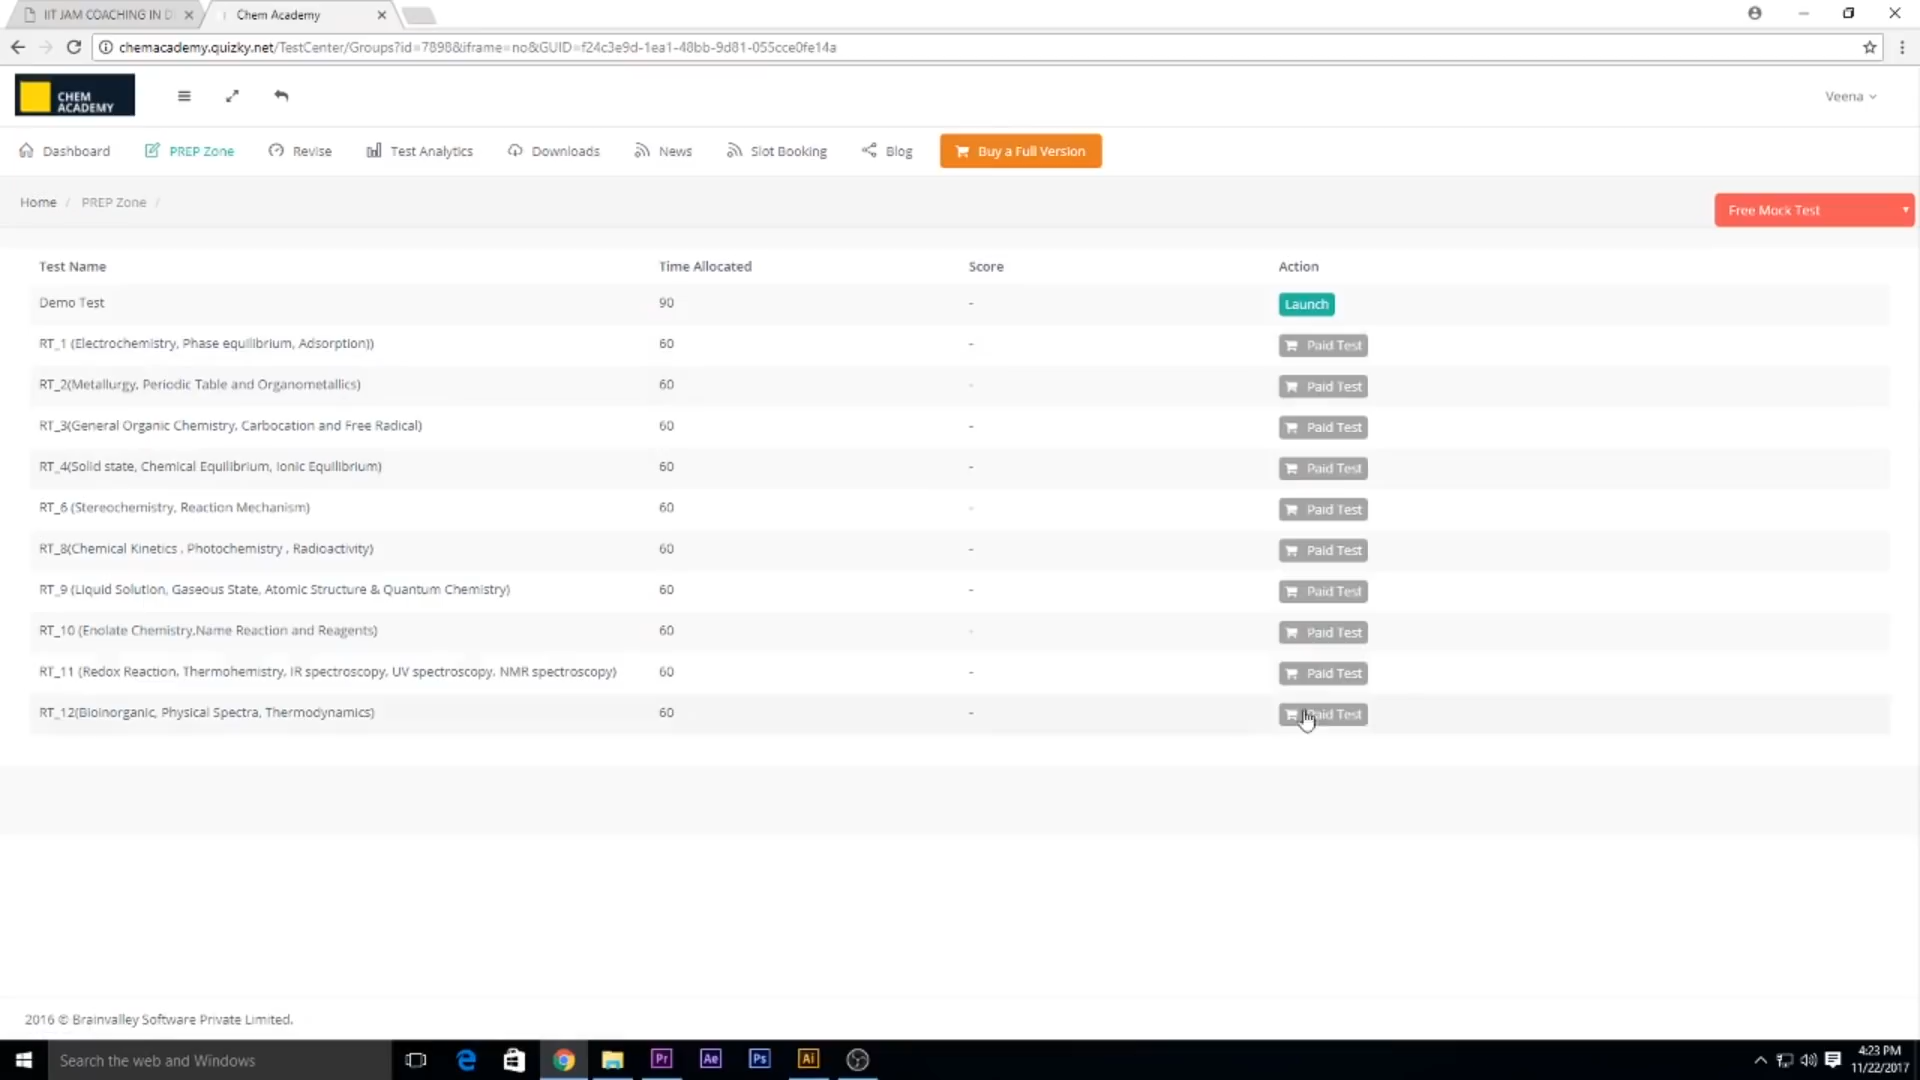 IIT JAM COACHING IN D
Chem Academy
chemacademy.quizky.net/TestCenter/Groups?id=7898&iframe=no&GUID=f24c3e9d-1ea1-48bb-9d81-055cce0fe14a
CHEM
ACADEMY
Veena
Dashboard PREP Zone Revise Test Analytics Downloads News Slot Booking Blog Buy a Full Version
Home / PREP Zone /
Free Mock Test
Test Name Time Allocated Score Action
Demo Test 90 - Launch
RT_1 (Electrochemistry, Phase equilibrium, Adsorption)) 60 - Paid Test
RT_2(Metallurgy, Periodic Table and Organometallics) 60 - Paid Test
RT_3(General Organic Chemistry, Carbocation and Free Radical) 60 - Paid Test
RT_4(Solid state, Chemical Equilibrium, Ionic Equilibrium) 60 - Paid Test
RT_6 (Stereochemistry, Reaction Mechanism) 60 - Paid Test
RT_8(Chemical Kinetics , Photochemistry , Radioactivity) 60 - Paid Test
RT_9 (Liquid Solution, Gaseous State, Atomic Structure & Quantum Chemistry) 60 - Paid Test
RT_10 (Enolate Chemistry,Name Reaction and Reagents) 60 - Paid Test
RT_11 (Redox Reaction, Thermohemistry, IR spectroscopy, UV spectroscopy, NMR spectroscopy) 60 - Paid Test
RT_12(Bioinorganic, Physical Spectra, Thermodynamics) 60 - Paid Test
2016 © Brainvalley Software Private Limited.
Search the web and Windows
Pr Ae Ps Ai
4:23 PM
11/22/2017